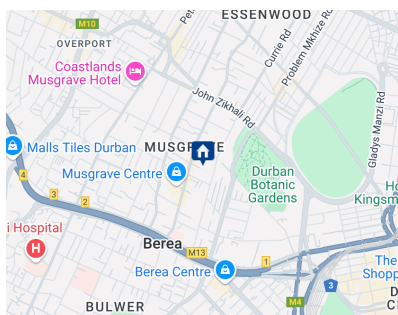 ESSENWOOD
M10
OVERPORT
Currie Rd
Problem Mkhize Rd
Coastlands
Musgrave Hotel
John Zikhali Rd
Gladys Manzi Rd
Malls Tiles Durban
MUSGRAVE
Musgrave Centre
Durban
Botanic
Gardens
4
3
2
Hospital
H
Berea
M13
Berea Centre
1
3
M4
The
BULWER